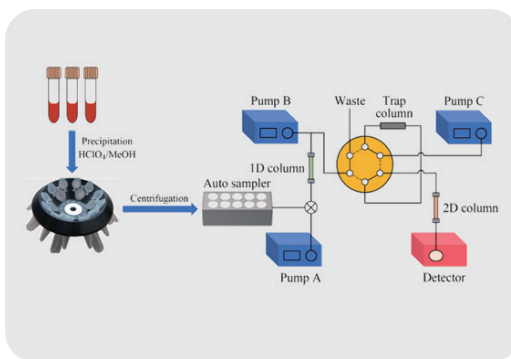 Pump B
Waste
Trap
column
Pump C
Precipitation
HClO₄/MeOH
1D column
Auto sampler
Centrifugation
2D column
Pump A
Detector